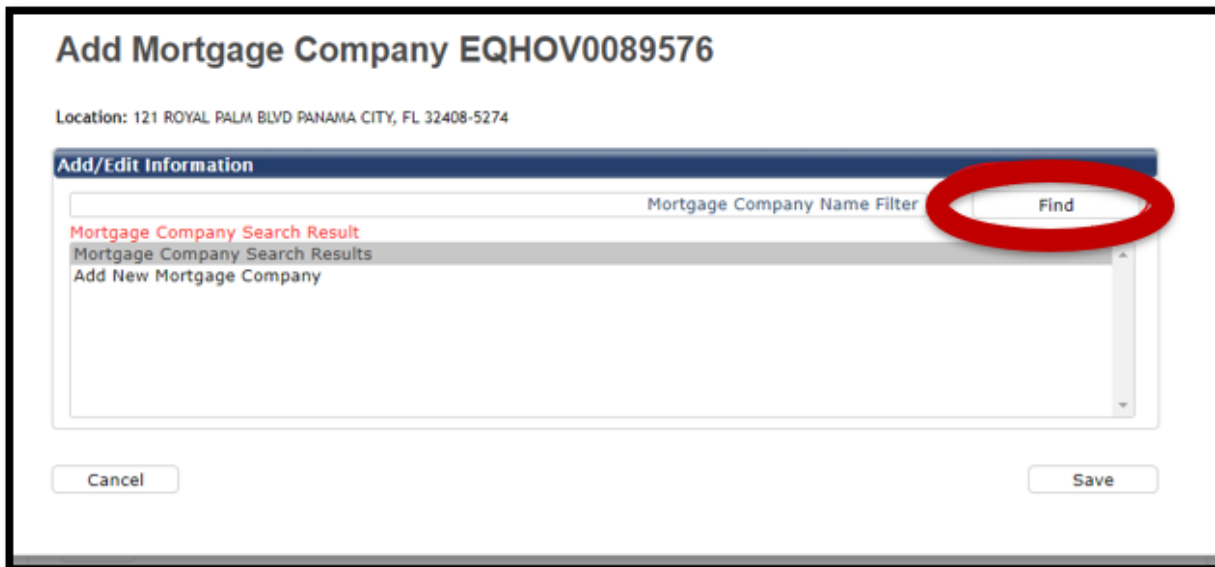 Add Mortgage Company EQHOV0089576
Location: 121 ROYAL PALM BLVD PANAMA CITY, FL 32408-5274
Add/Edit Information
Mortgage Company Name Filter Find
Mortgage Company Search Result
Mortgage Company Search Results
Add New Mortgage Company
Cancel Save